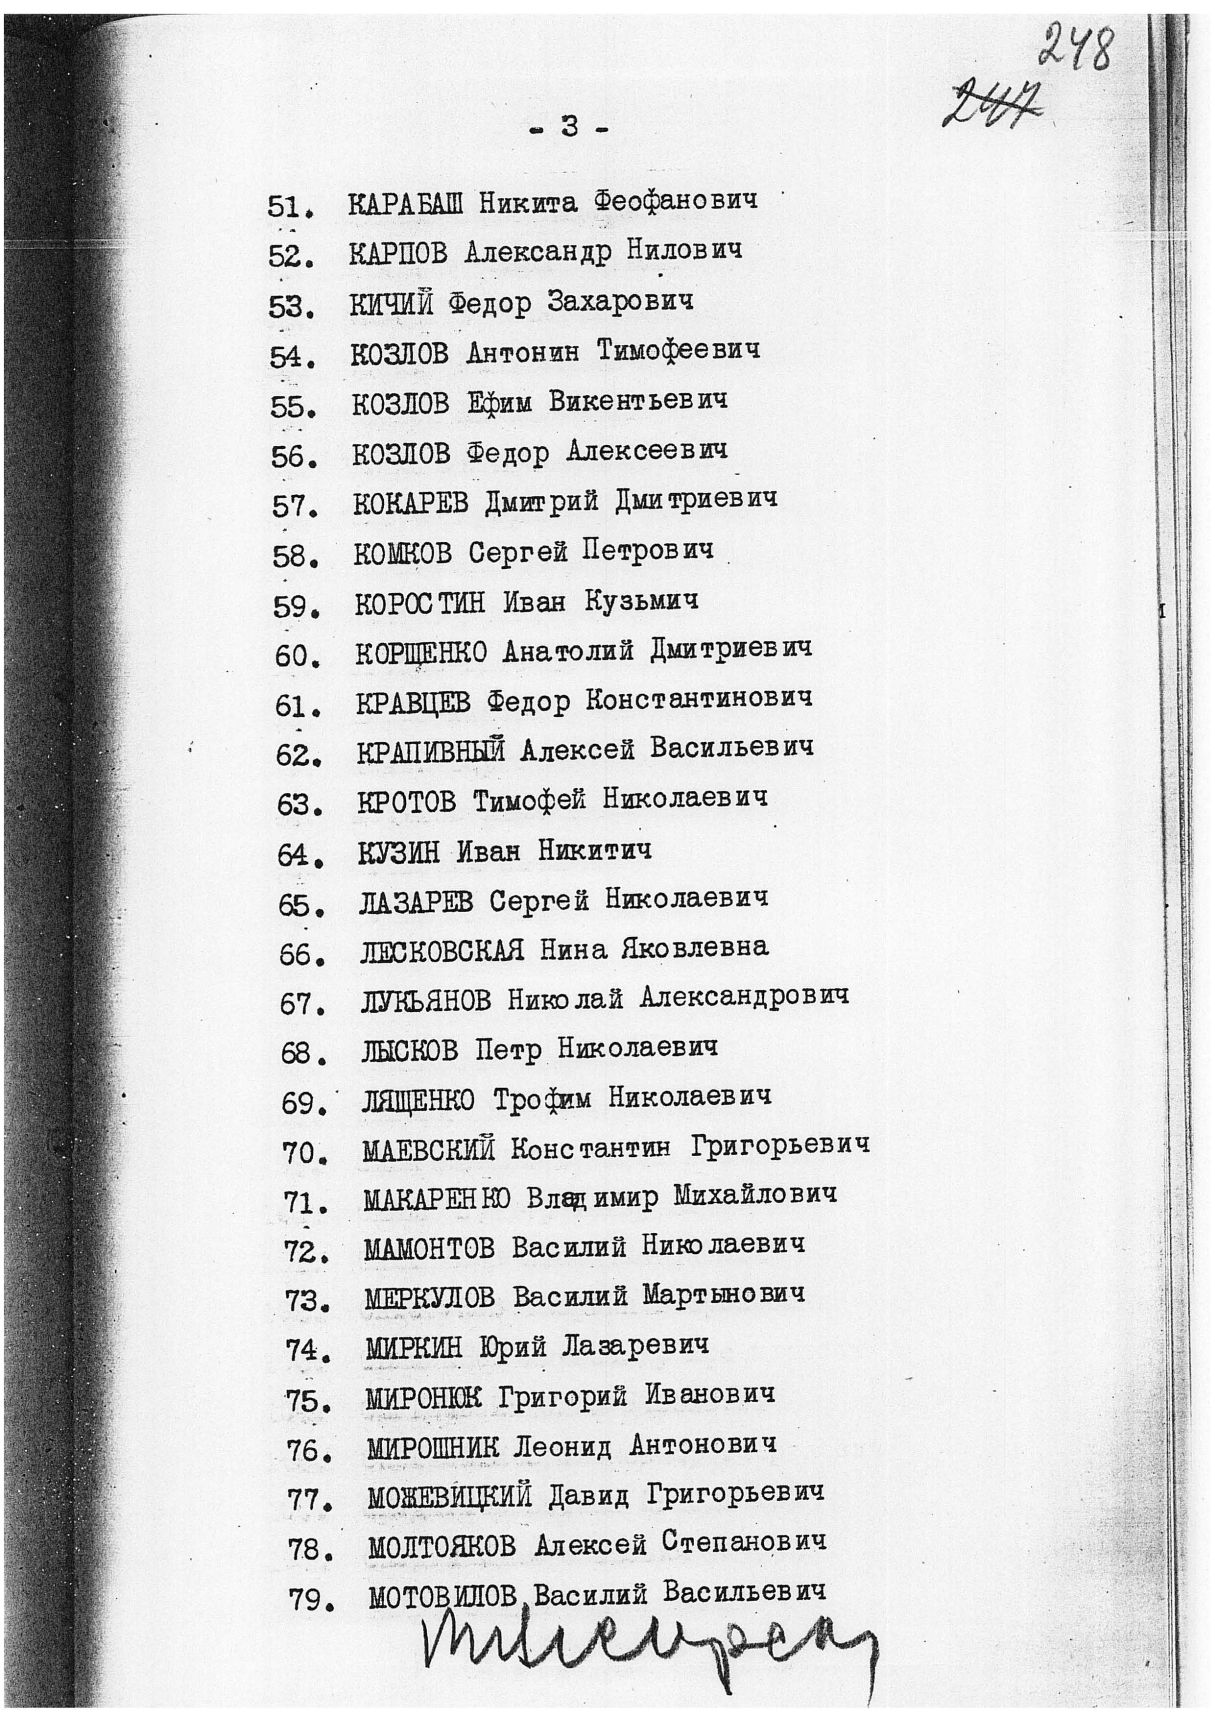 248
247
- 3 -
51. КАРАБАШ Никита Феофанович
52. КАРПОВ Александр Нилович
53. КИЧИЙ Федор Захарович
54. КОЗЛОВ Антонин Тимофеевич
55. КОЗЛОВ Ефим Викентьевич
56. КОЗЛОВ Федор Алексеевич
57. КОКАРЕВ Дмитрий Дмитриевич
58. КОМКОВ Сергей Петрович
59. КОРОСТИН Иван Кузьмич
60. КОРЩЕНКО Анатолий Дмитриевич
61. КРАВЦЕВ Федор Константинович
62. КРАПИВНЫЙ Алексей Васильевич
63. КРОТОВ Тимофей Николаевич
64. КУЗИН Иван Никитич
65. ЛАЗАРЕВ Сергей Николаевич
66. ЛЕСКОВСКАЯ Нина Яковлевна
67. ЛУКЬЯНОВ Николай Александрович
68. ЛЫСКОВ Петр Николаевич
69. ЛЯЩЕНКО Трофим Николаевич
70. МАЕВСКИЙ Константин Григорьевич
71. МАКАРЕНКО Владимир Михайлович
72. МАМОНТОВ Василий Николаевич
73. МЕРКУЛОВ Василий Мартынович
74. МИРКИН Юрий Лазаревич
75. МИРОНЮК Григорий Иванович
76. МИРОШНИК Леонид Антонович
77. МОЖЕВИЦКИЙ Давид Григорьевич
78. МОЛТОЯКОВ Алексей Степанович
79. МОТОВИЛОВ Василий Васильевич